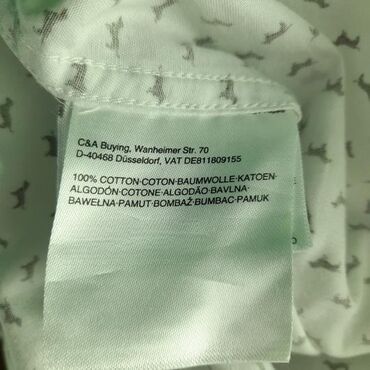 C&A Buying, Wanheimer Str. 70
D-40468 Düsseldorf, VAT DE811809155
100% COTTON·COTON·BAUMWOLLE·KATOEN·
ALGODÓN·COTONE·ALGODÃO·BAVLNA·
BAWEŁNA·PAMUT·BOMBAŽ·BUMBAC·PAMUK